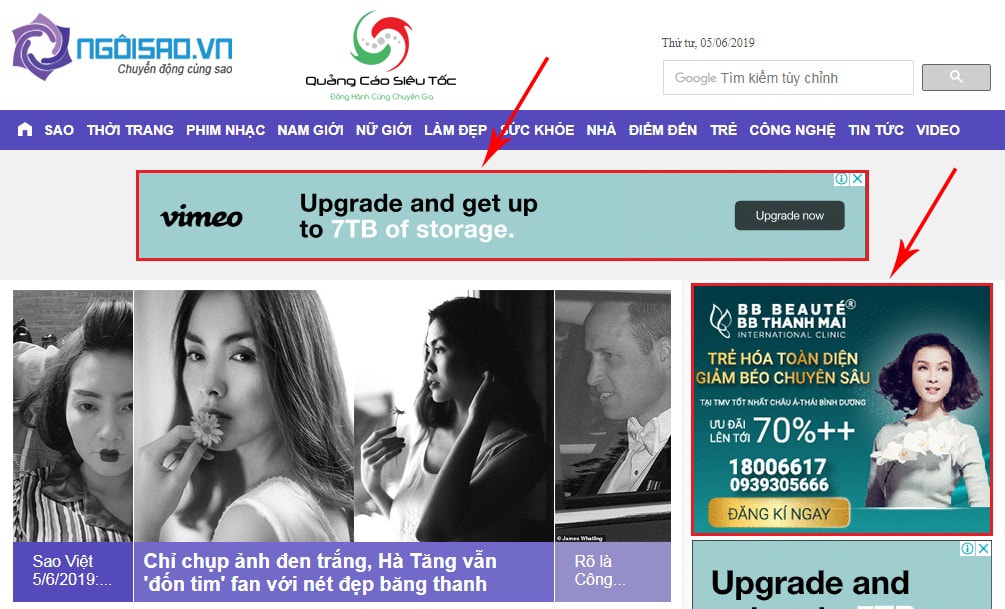 NGÔISAO.VN
Chuyển động cùng sao
Quảng Cáo Siêu Tốc
Đồng Hành Cùng Chuyên Gia
Thứ tư, 05/06/2019
Google Tìm kiếm tùy chỉnh
SAO THỜI TRANG PHIM NHẠC NAM GIỚI NỮ GIỚI LÀM ĐẸP SỨC KHỎE NHÀ ĐIỂM ĐẾN TRẺ CÔNG NGHỆ TIN TỨC VIDEO
vimeo
Upgrade and get up
to 7TB of storage.
Upgrade now
BB BEAUTÉ®
BB THANH MAI
INTERNATIONAL CLINIC
TRẺ HÓA TOÀN DIỆN
GIẢM BÉO CHUYÊN SÂU
TẠI TMV TỐT NHẤT CHÂU Á-THÁI BÌNH DƯƠNG
ƯU ĐÃI
LÊN TỚI 70%++
18006617
0939305666
ĐĂNG KÍ NGAY
© James Whatling
Sao Việt
5/6/2019:...
Chỉ chụp ảnh đen trắng, Hà Tăng vẫn
'đốn tim' fan với nét đẹp băng thanh
Rõ là
Công...
Upgrade and